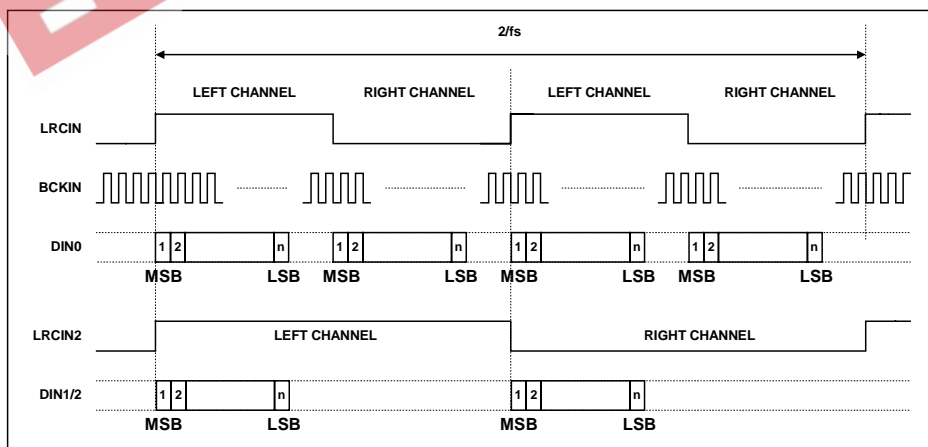 2/fs
LEFT CHANNEL RIGHT CHANNEL LEFT CHANNEL RIGHT CHANNEL
LRCIN
BCKIN
DIN0 1 2 n 1 2 n 1 2 n 1 2 n
MSB LSB MSB LSB MSB LSB MSB LSB
LRCIN2 LEFT CHANNEL RIGHT CHANNEL
DIN1/2 1 2 n 1 2 n
MSB LSB MSB LSB